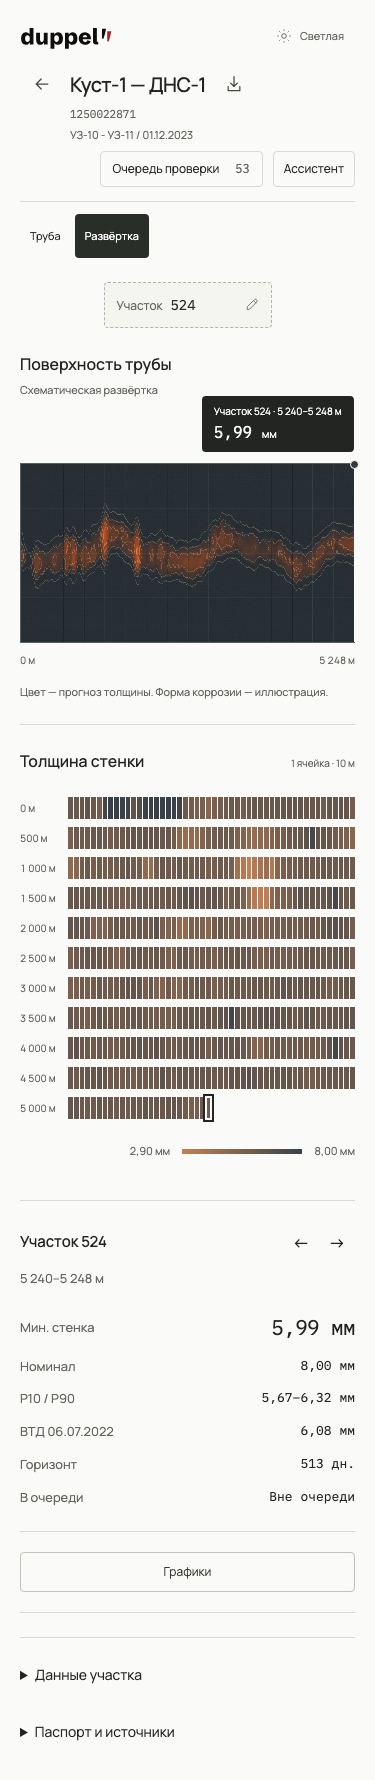 duppel"
Светлая
Куст-1 — ДНС-1
1250022871
УЗ-10 - УЗ-11 / 01.12.2023
Очередь проверки 53
Ассистент
Труба
Развёртка
Участок 524
Поверхность трубы
Схематическая развёртка
Участок 524 · 5 240–5 248 м
5,99 мм
0 м
5 248 м
Цвет — прогноз толщины. Форма коррозии — иллюстрация.
Толщина стенки
1 ячейка · 10 м
0 м
500 м
1 000 м
1 500 м
2 000 м
2 500 м
3 000 м
3 500 м
4 000 м
4 500 м
5 000 м
2,90 мм
8,00 мм
Участок 524
5 240–5 248 м
Мин. стенка 5,99 мм
Номинал 8,00 мм
P10 / P90 5,67–6,32 мм
ВТД 06.07.2022 6,08 мм
Горизонт 513 дн.
В очереди Вне очереди
Графики
Данные участка
Паспорт и источники